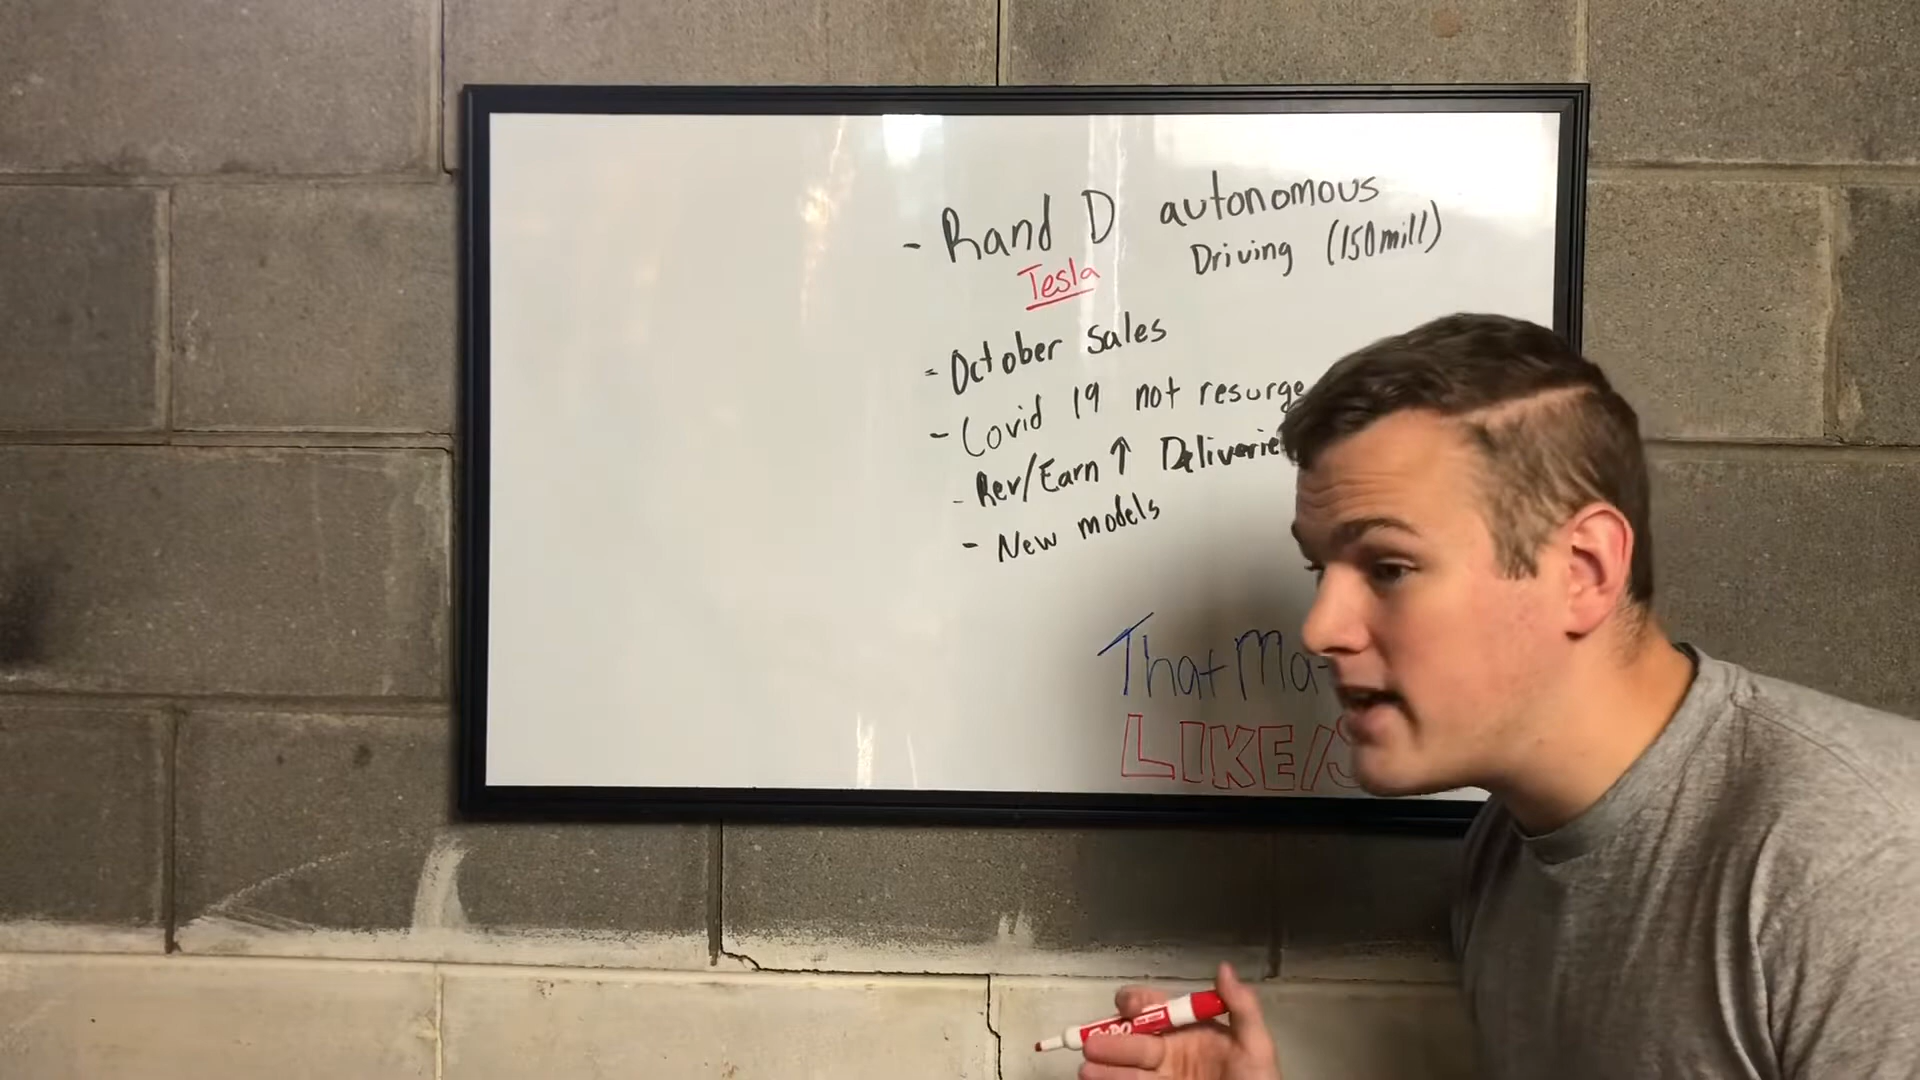 - Rand D autonomous
Driving (150mill)
Tesla
- October Sales
- Covid 19 not resurge
- Rev/Earn ↑ Deliverie
- New models
That Ma
LIKE/S
EXPO